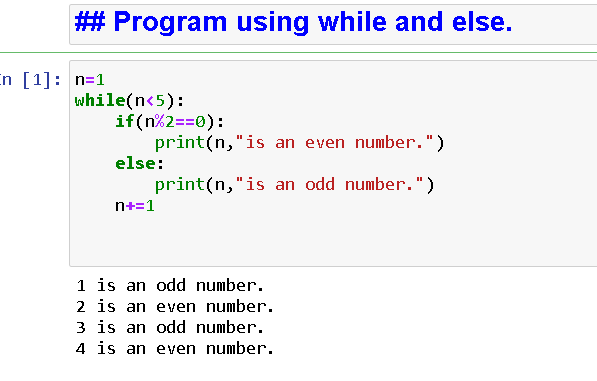 ## Program using while and else.
n [1]:
n=1
while(n<5):
    if(n%2==0):
        print(n,"is an even number.")
    else:
        print(n,"is an odd number.")
    n+=1
1 is an odd number.
2 is an even number.
3 is an odd number.
4 is an even number.